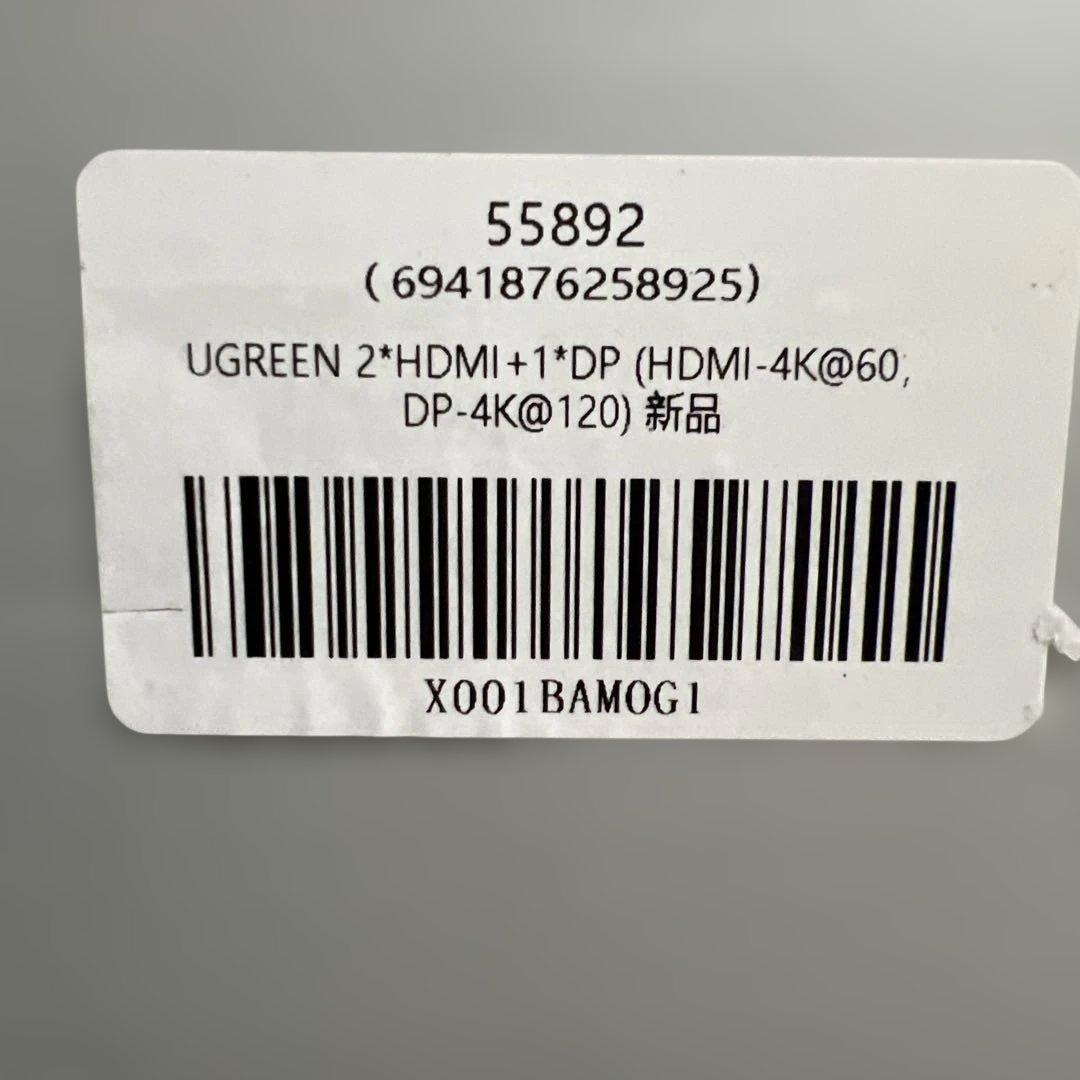 55892
(6941876258925)
UGREEN 2*HDMI+1*DP (HDMI-4K@60,
DP-4K@120) 新品
X001BAMOG1